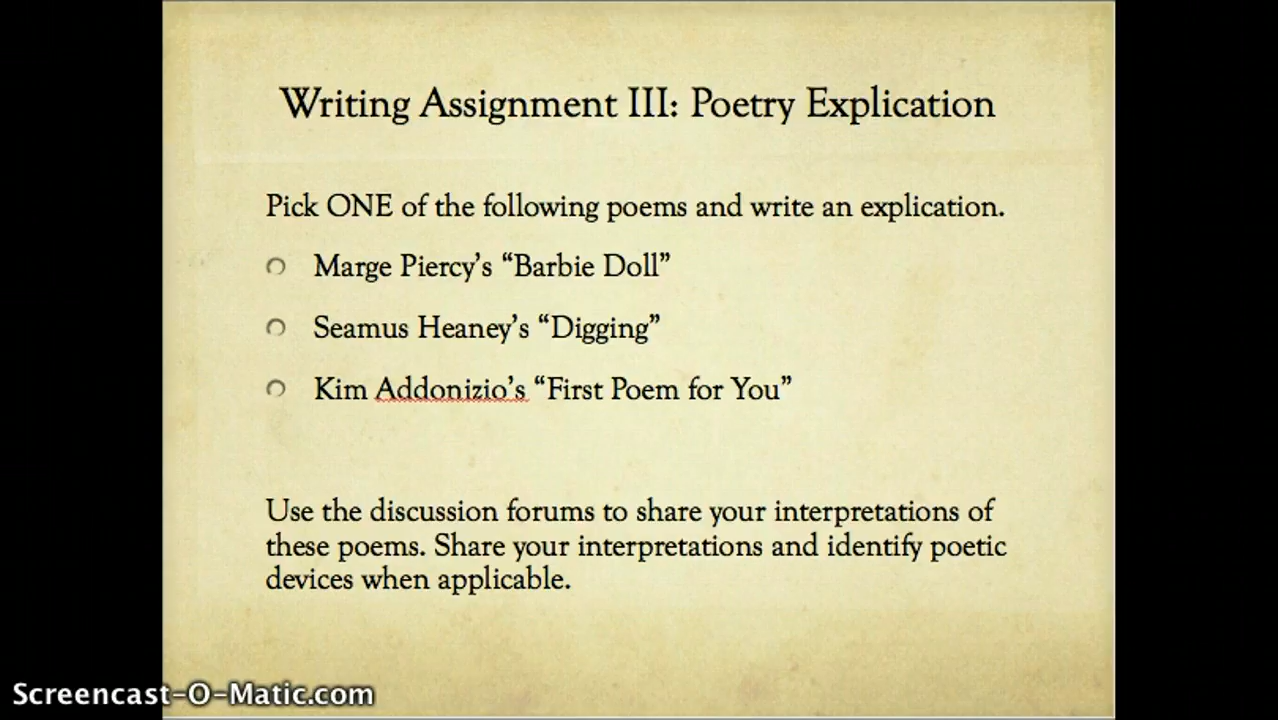 Writing Assignment III: Poetry Explication
Pick ONE of the following poems and write an explication.
Marge Piercy’s “Barbie Doll”
Seamus Heaney’s “Digging”
Kim Addonizio’s “First Poem for You”
Use the discussion forums to share your interpretations of
these poems. Share your interpretations and identify poetic
devices when applicable.
Screencast-O-Matic.com